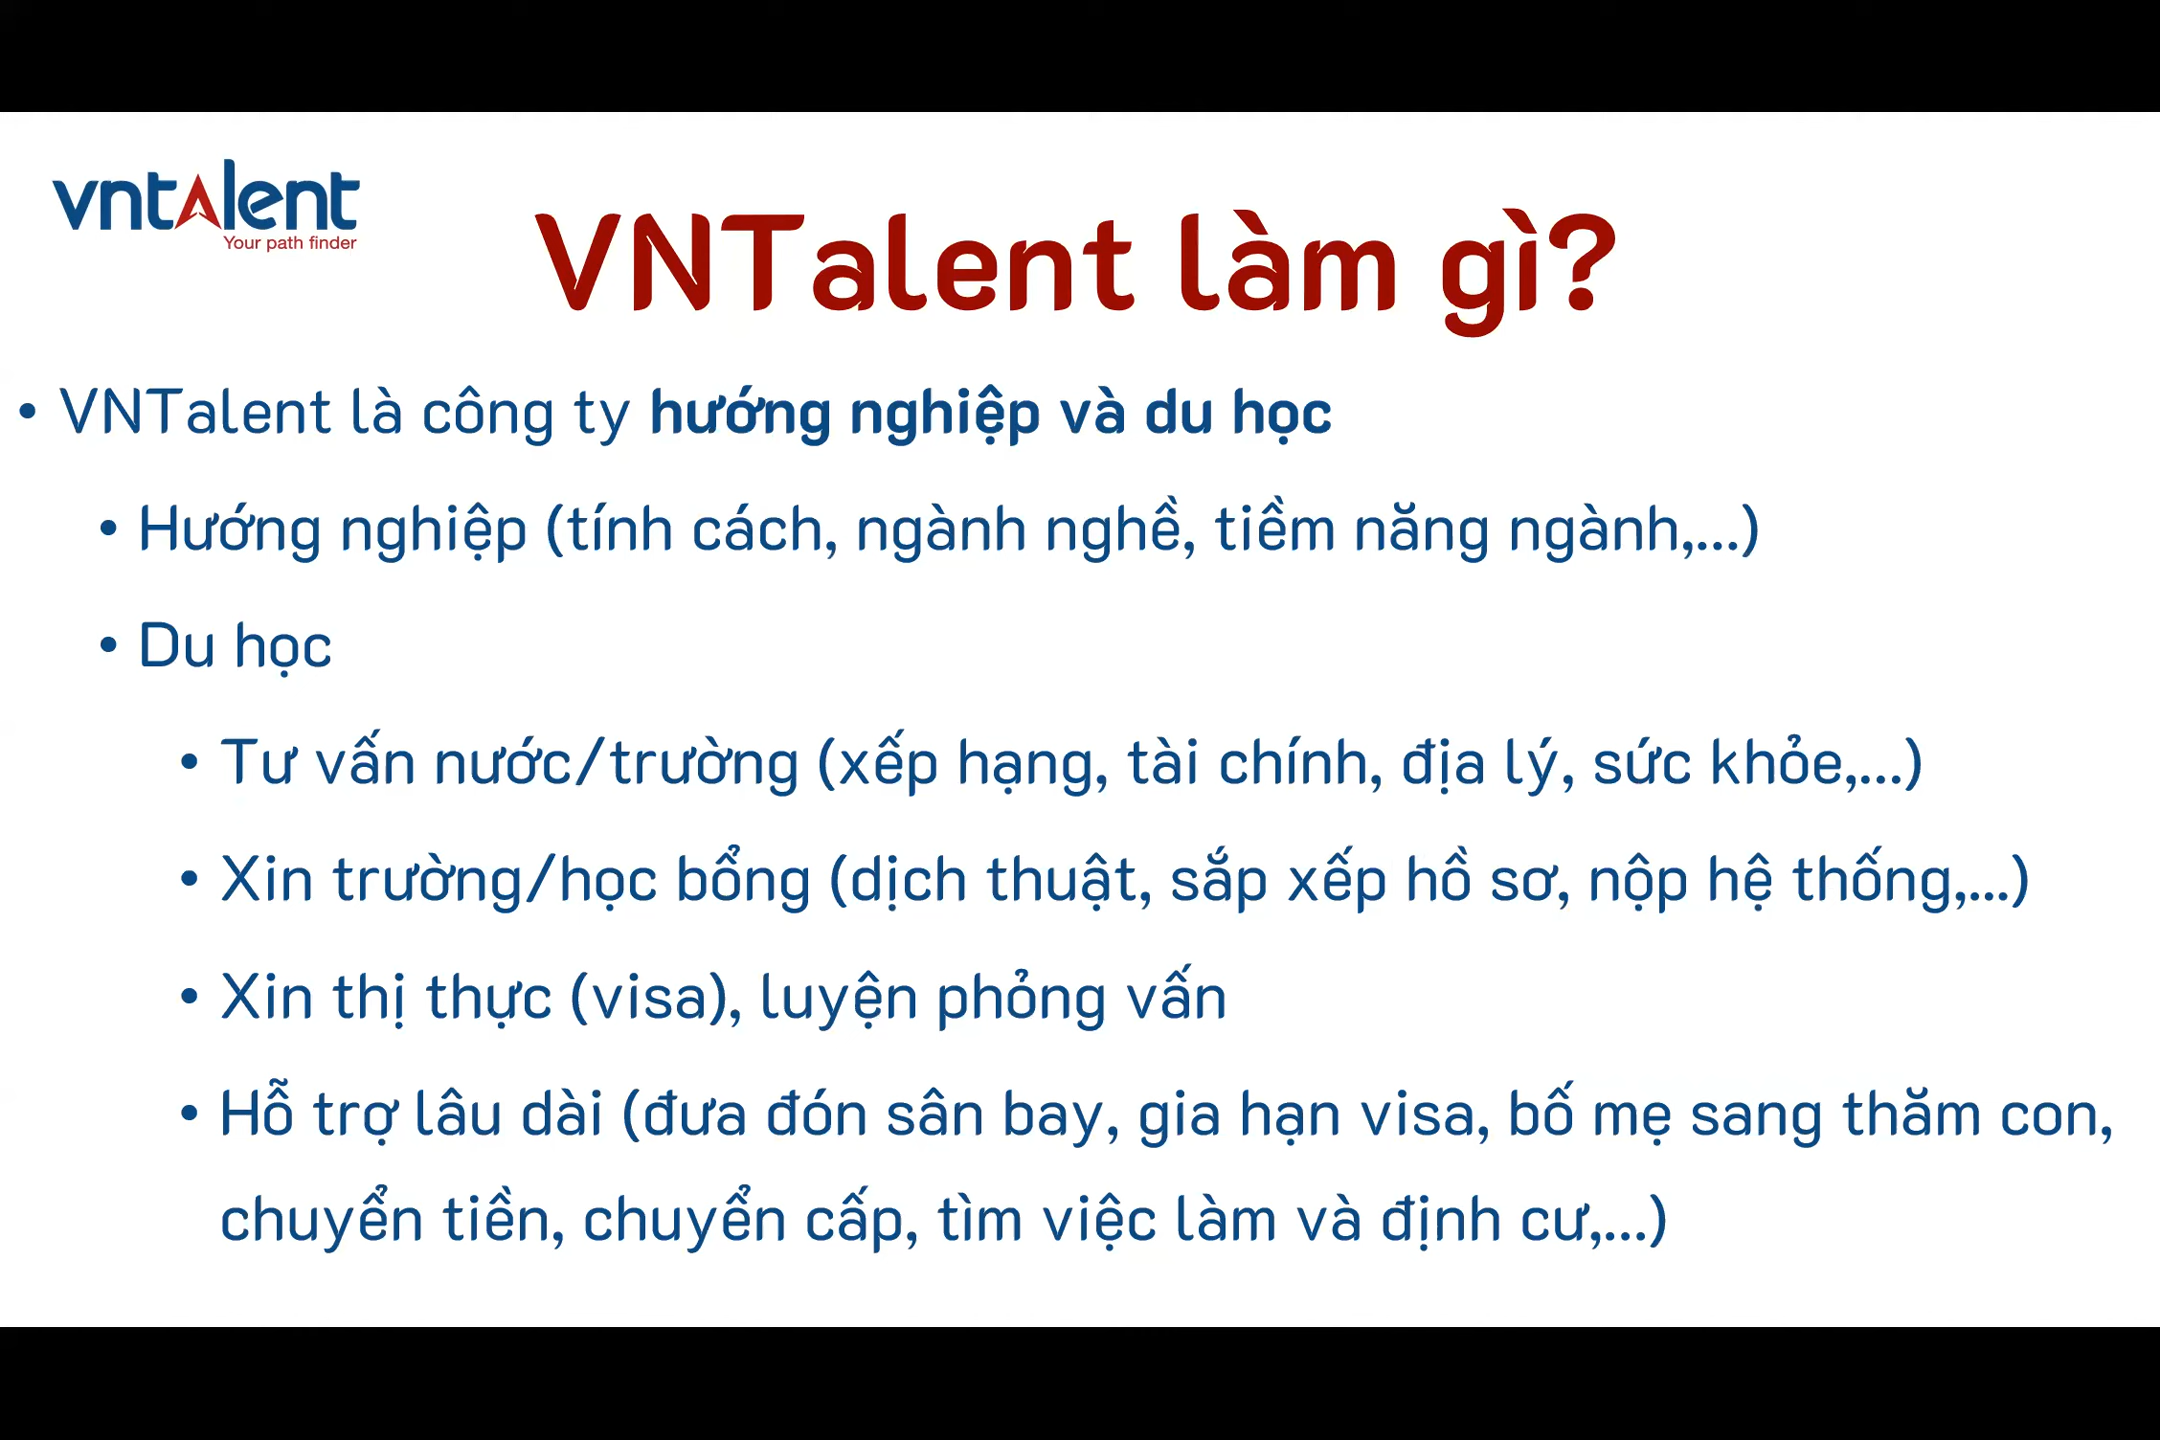 vntalent
Your path finder
VNTalent làm gì?
• VNTalent là công ty hướng nghiệp và du học
• Hướng nghiệp (tính cách, ngành nghề, tiềm năng ngành,...)
• Du học
• Tư vấn nước/trường (xếp hạng, tài chính, địa lý, sức khỏe,...)
• Xin trường/học bổng (dịch thuật, sắp xếp hồ sơ, nộp hệ thống,...)
• Xin thị thực (visa), luyện phỏng vấn
• Hỗ trợ lâu dài (đưa đón sân bay, gia hạn visa, bố mẹ sang thăm con,
chuyển tiền, chuyển cấp, tìm việc làm và định cư,...)